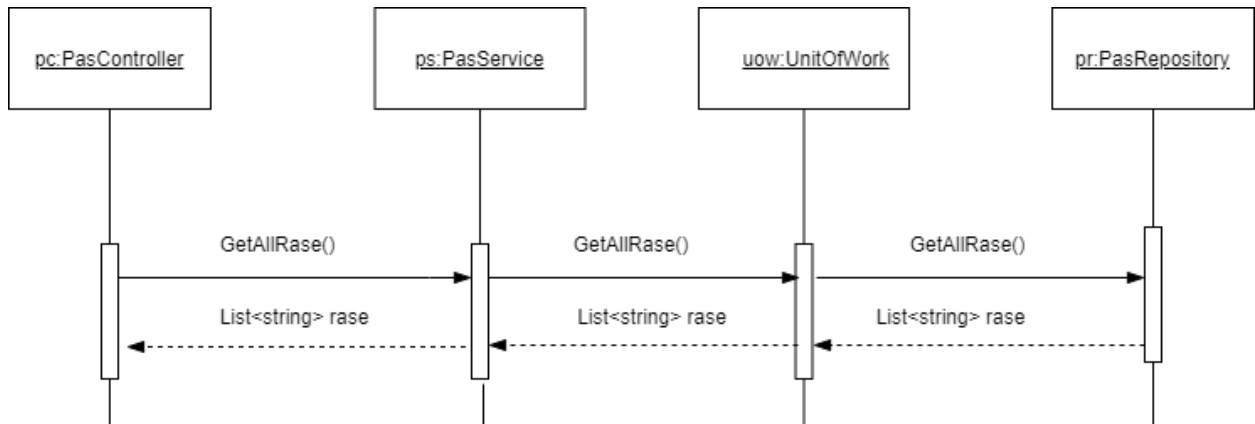 pc:PasController
ps:PasService
uow:UnitOfWork
pr:PasRepository
GetAllRase()
GetAllRase()
GetAllRase()
List<string> rase
List<string> rase
List<string> rase